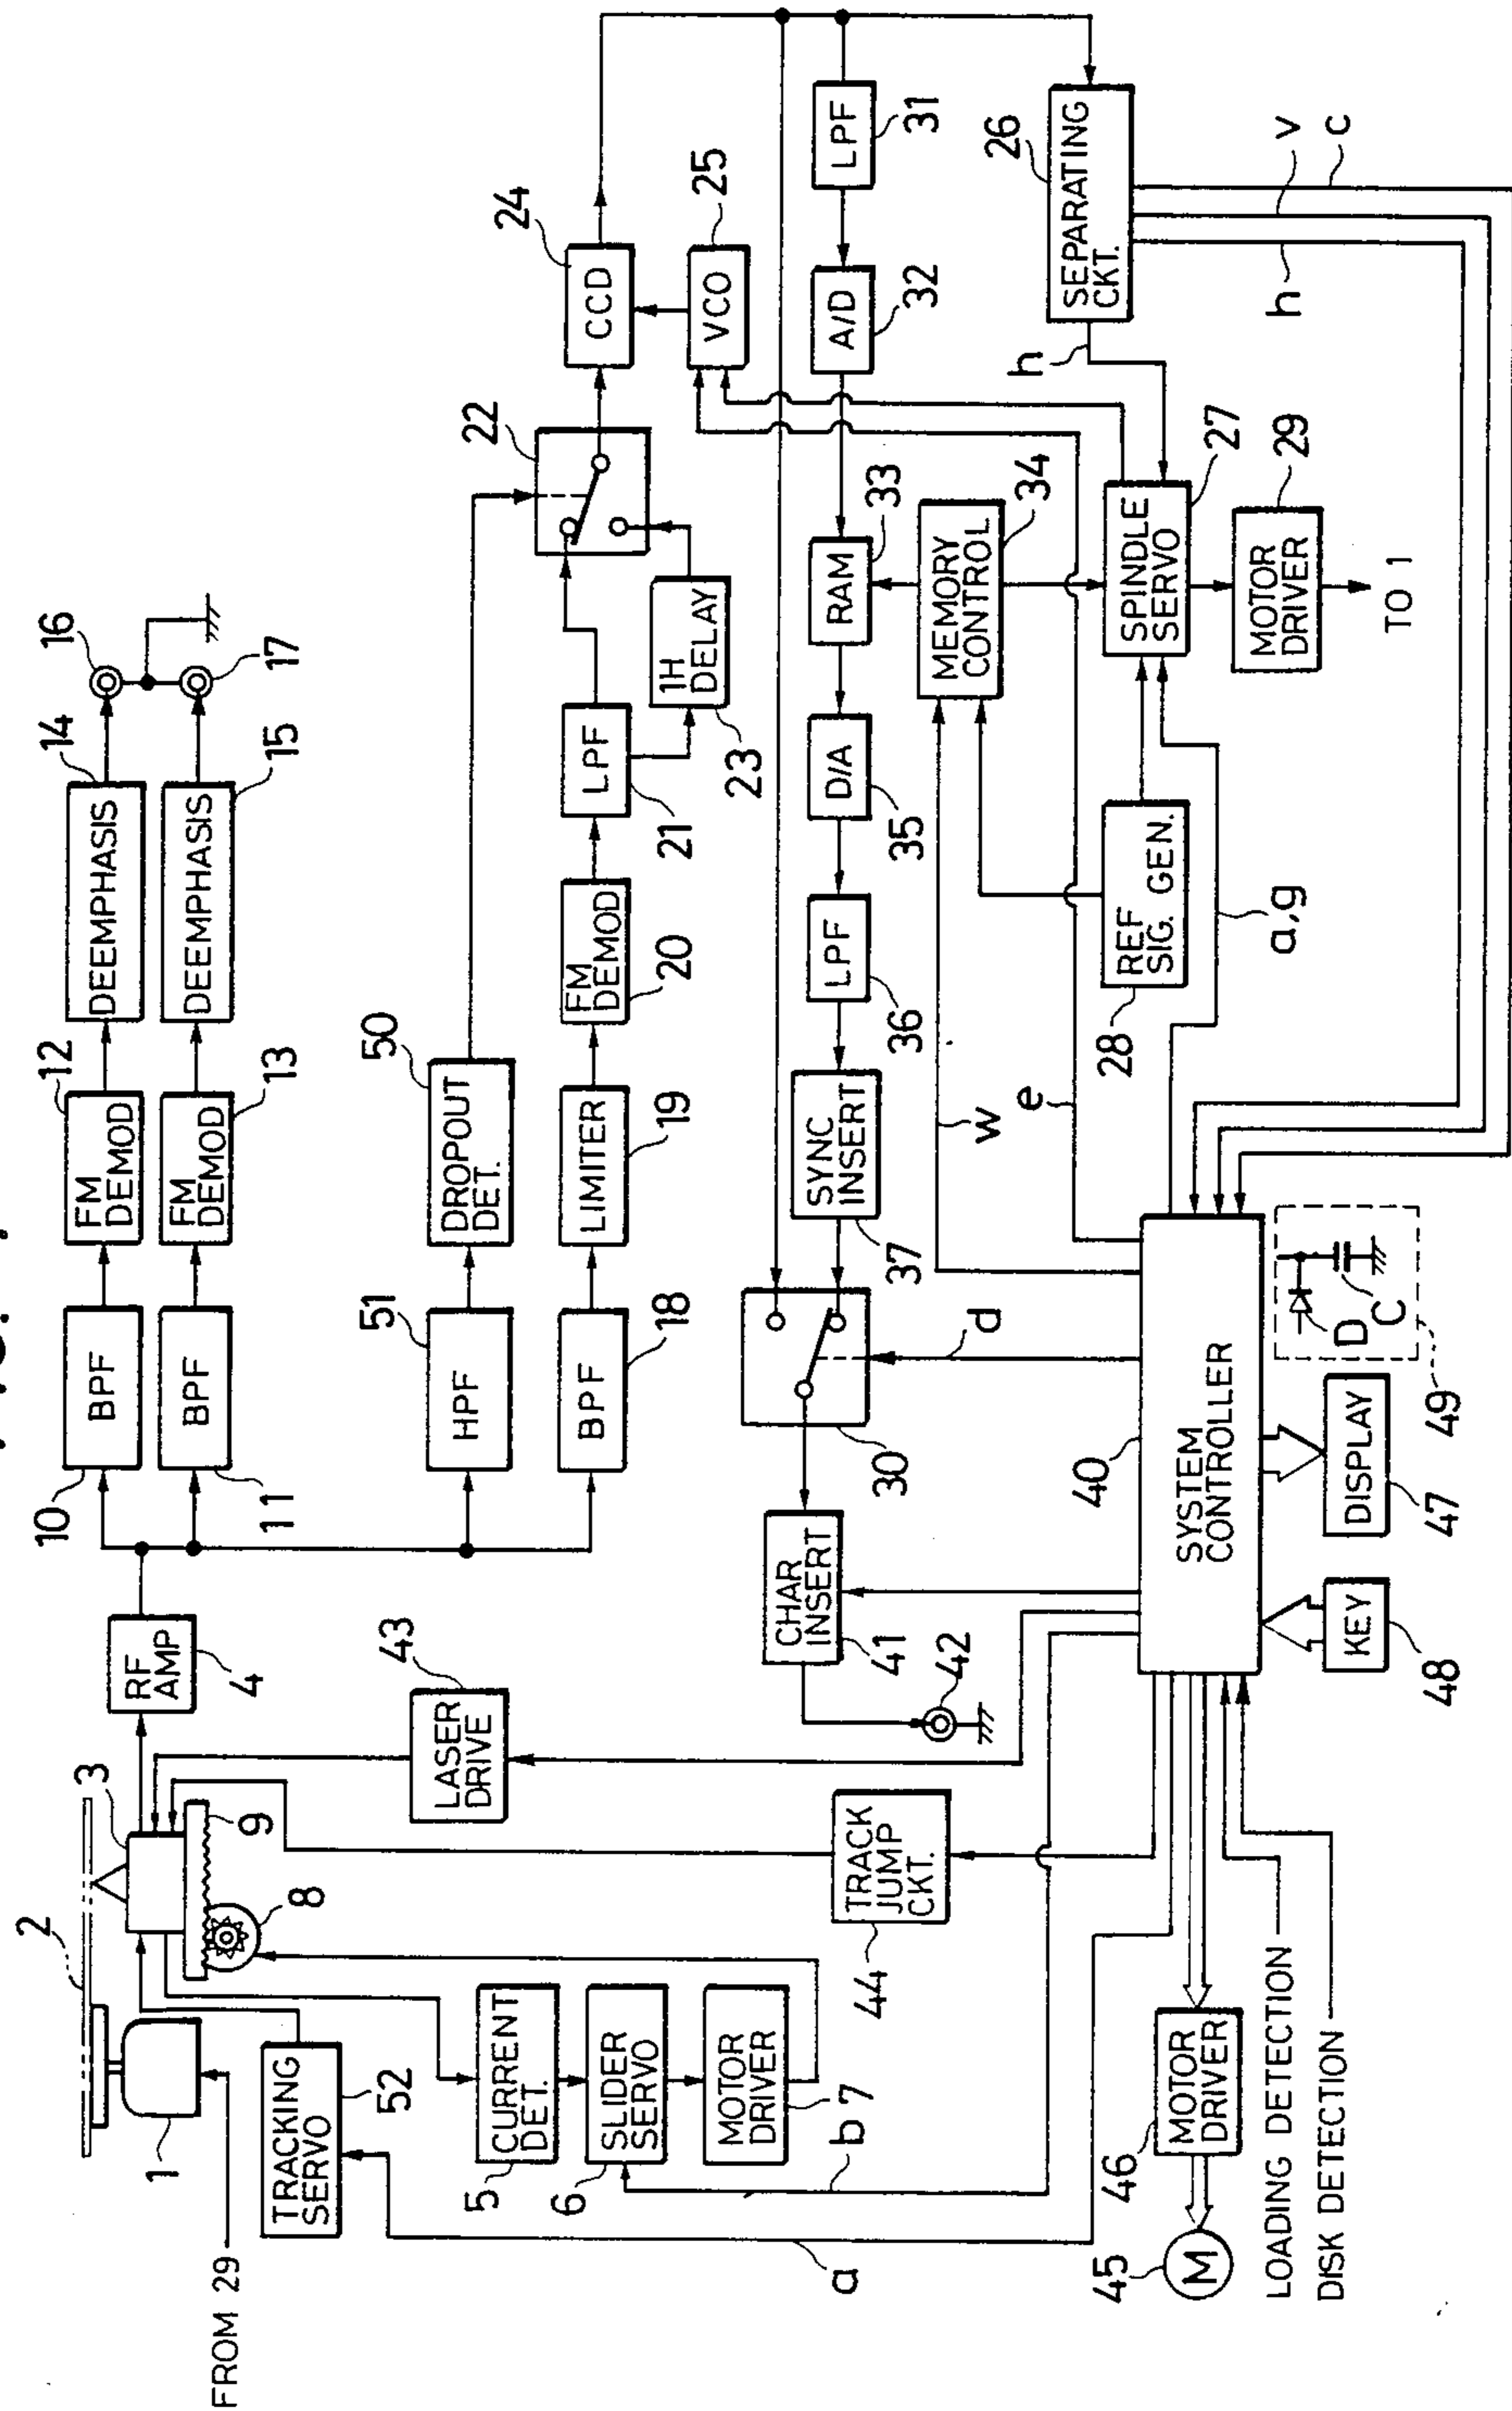 2
3
1
FROM 29
RF
AMP
4
9
8
TRACKING
SERVO
52
CURRENT
DET.
5
SLIDER
SERVO
6
MOTOR
DRIVER
7
b
a
LASER
DRIVE
43
TRACK
JUMP
CKT.
44
10
BPF
BPF
11
12
FM
DEMOD
FM
DEMOD
13
14
DEEMPHASIS
DEEMPHASIS
15
16
17
51
HPF
50
DROPOUT
DET.
BPF
18
LIMITER
19
FM
DEMOD
20
LPF
21
1H
DELAY
23
22
24
CCD
VCO
25
LPF
31
A/D
32
RAM
33
D/A
35
LPF
36
SYNC
INSERT
37
30
d
CHAR
INSERT
41
42
MEMORY
CONTROL
34
w
e
26
SEPARATING
CKT.
h
h
v
c
SPINDLE
SERVO
27
MOTOR
DRIVER
29
TO 1
REF
SIG. GEN.
28
a,g
40
SYSTEM
CONTROLLER
D
C
49
DISPLAY
47
KEY
48
46
MOTOR
DRIVER
45
M
LOADING DETECTION
DISK DETECTION